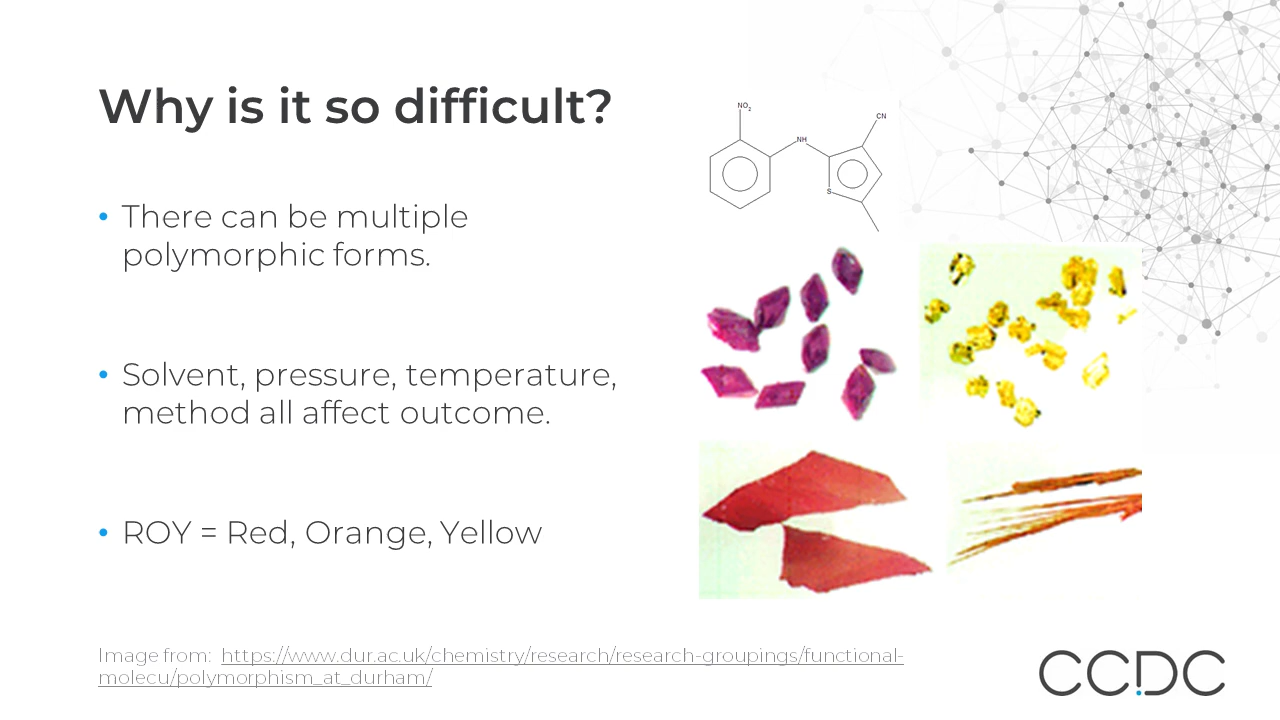 Why is it so difficult?
• There can be multiple
polymorphic forms.
• Solvent, pressure, temperature,
method all affect outcome.
• ROY = Red, Orange, Yellow
NO2
NH
CN
S
Image from: https://www.dur.ac.uk/chemistry/research/research-groupings/functional-
molecu/polymorphism_at_durham/
CCDC